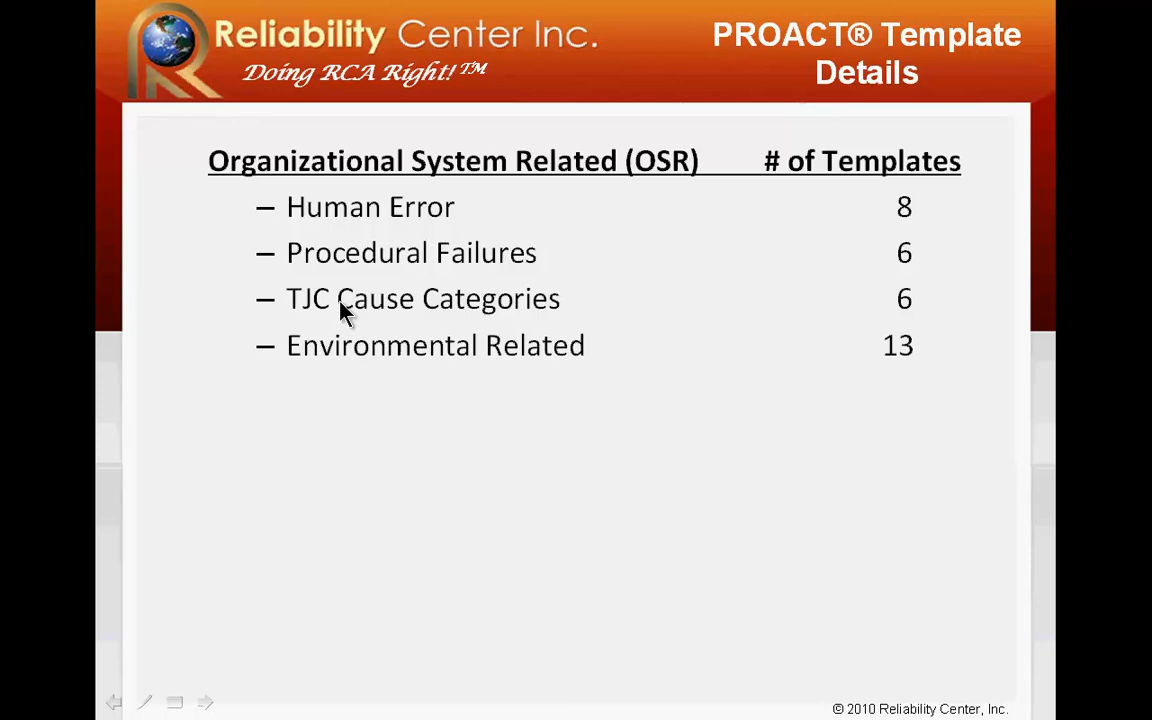 Reliability Center Inc.
Doing RCA Right!™
PROACT® Template
Details
Organizational System Related (OSR) # of Templates
– Human Error 8
– Procedural Failures 6
– TJC Cause Categories 6
– Environmental Related 13
© 2010 Reliability Center, Inc.